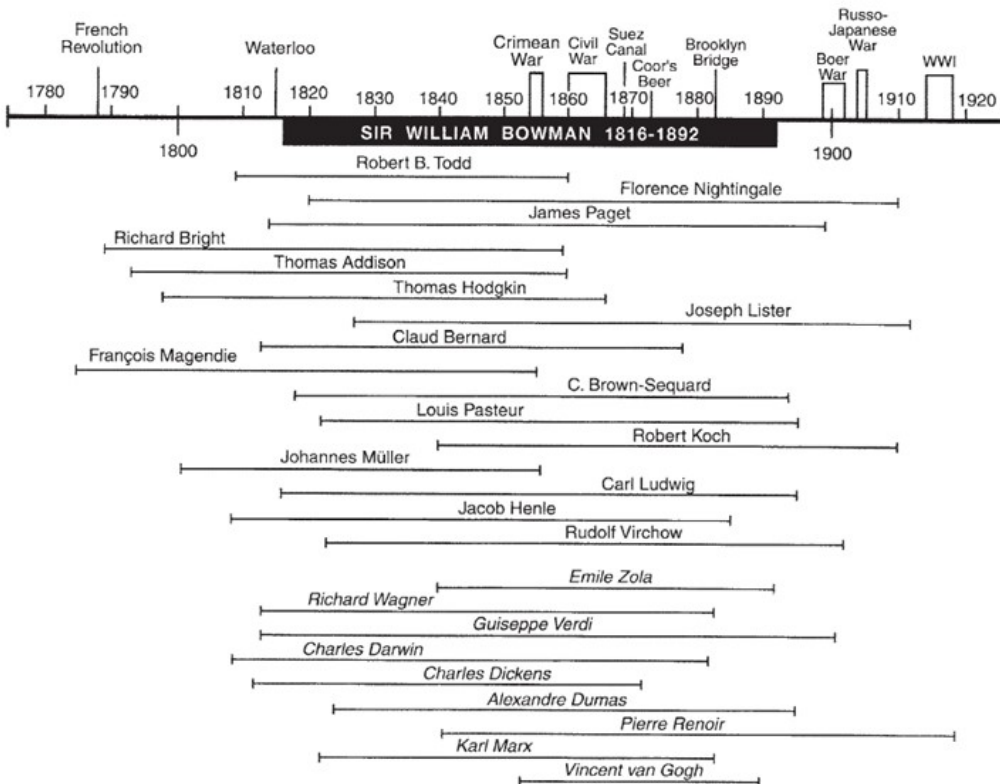 French
Revolution
Waterloo
Crimean
War
Civil
War
Suez
Canal
Coor's
Beer
Brooklyn
Bridge
Boer
War
Russo-
Japanese
War
WWI
1780 1790 1810 1820 1830 1840 1850 1860 1870 1880 1890 1910 1920
SIR WILLIAM BOWMAN 1816-1892
1800 1900
Robert B. Todd
Florence Nightingale
James Paget
Richard Bright
Thomas Addison
Thomas Hodgkin
Joseph Lister
Claud Bernard
François Magendie
C. Brown-Sequard
Louis Pasteur
Robert Koch
Johannes Müller
Carl Ludwig
Jacob Henle
Rudolf Virchow
Emile Zola
Richard Wagner
Guiseppe Verdi
Charles Darwin
Charles Dickens
Alexandre Dumas
Pierre Renoir
Karl Marx
Vincent van Gogh